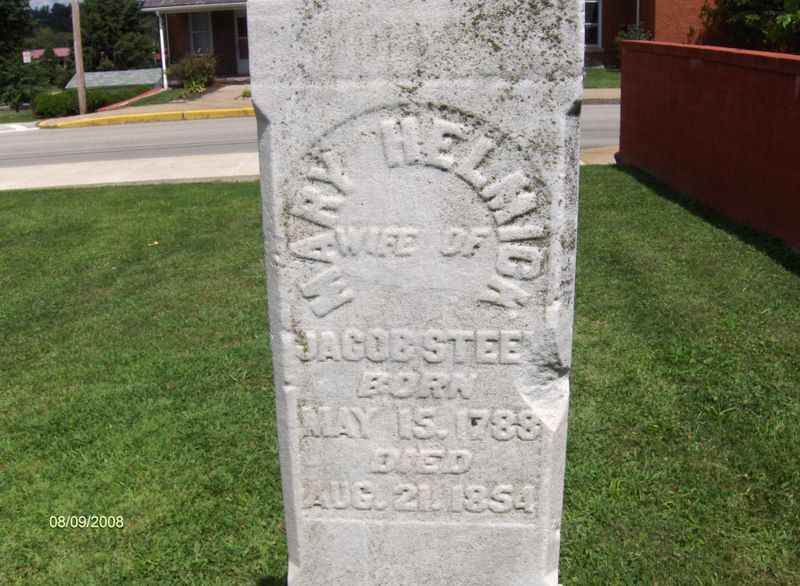 MARY HELMICK
WIFE OF
JACOB STEE
BORN
MAY 15, 1788
DIED
AUG. 21, 1854
08/09/2008